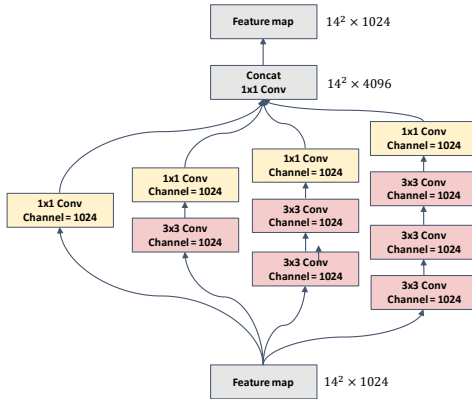 Feature map
14² × 1024
Concat
1x1 Conv
14² × 4096
1x1 Conv
Channel = 1024
1x1 Conv
Channel = 1024
3x3 Conv
Channel = 1024
1x1 Conv
Channel = 1024
3x3 Conv
Channel = 1024
3x3 Conv
Channel = 1024
1x1 Conv
Channel = 1024
3x3 Conv
Channel = 1024
3x3 Conv
Channel = 1024
3x3 Conv
Channel = 1024
Feature map
14² × 1024